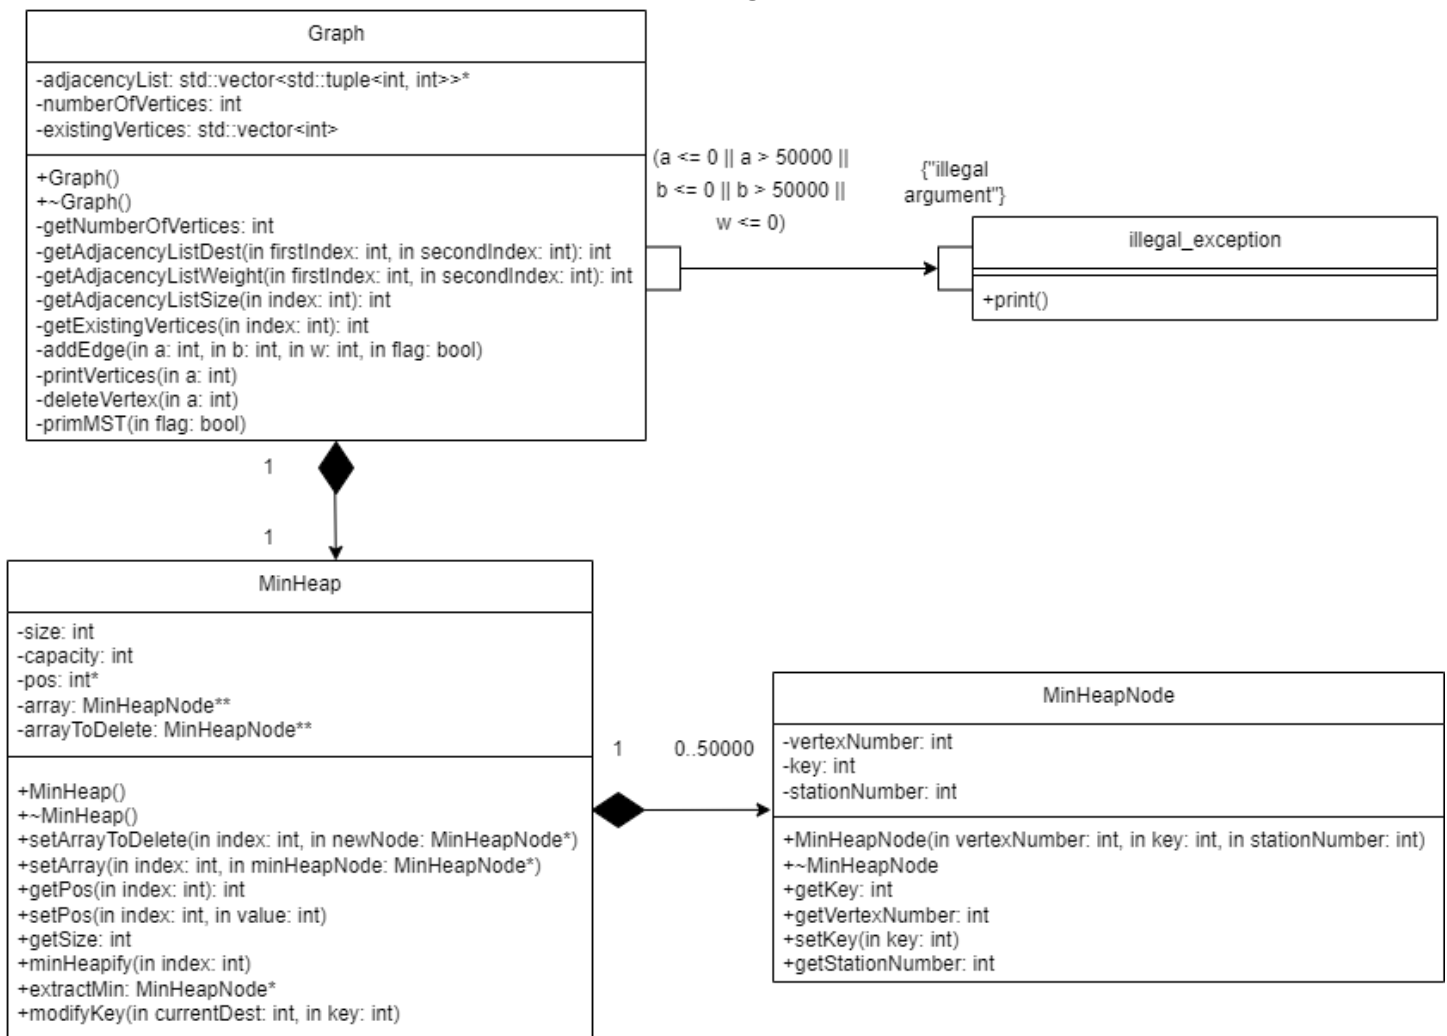 Graph
-adjacencyList: std::vector<std::tuple<int, int>>*
-numberOfVertices: int
-existingVertices: std::vector<int>
+Graph()
+~Graph()
-getNumberOfVertices: int
-getAdjacencyListDest(in firstIndex: int, in secondIndex: int): int
-getAdjacencyListWeight(in firstIndex: int, in secondIndex: int): int
-getAdjacencyListSize(in index: int): int
-getExistingVertices(in index: int): int
-addEdge(in a: int, in b: int, in w: int, in flag: bool)
-printVertices(in a: int)
-deleteVertex(in a: int)
-primMST(in flag: bool)
(a <= 0 || a > 50000 ||
b <= 0 || b > 50000 ||
w <= 0)
{"illegal
argument"}
illegal_exception
+print()
1
1
MinHeap
-size: int
-capacity: int
-pos: int*
-array: MinHeapNode**
-arrayToDelete: MinHeapNode**
+MinHeap()
+~MinHeap()
+setArrayToDelete(in index: int, in newNode: MinHeapNode*)
+setArray(in index: int, in minHeapNode: MinHeapNode*)
+getPos(in index: int): int
+setPos(in index: int, in value: int)
+getSize: int
+minHeapify(in index: int)
+extractMin: MinHeapNode*
+modifyKey(in currentDest: int, in key: int)
1 0..50000
MinHeapNode
-vertexNumber: int
-key: int
-stationNumber: int
+MinHeapNode(in vertexNumber: int, in key: int, in stationNumber: int)
+~MinHeapNode
+getKey: int
+getVertexNumber: int
+setKey(in key: int)
+getStationNumber: int